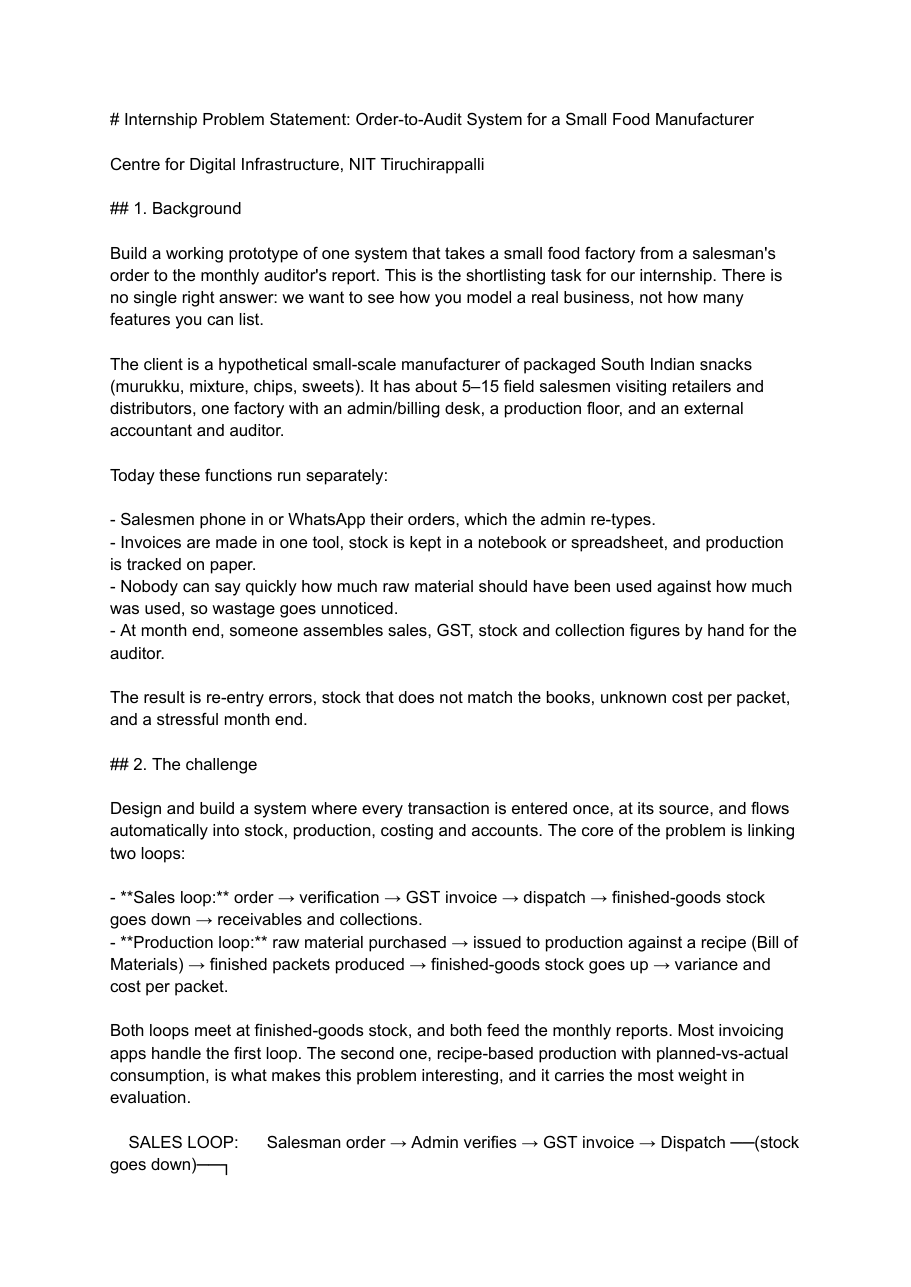 # Internship Problem Statement: Order-to-Audit System for a Small Food Manufacturer
Centre for Digital Infrastructure, NIT Tiruchirappalli
## 1. Background
Build a working prototype of one system that takes a small food factory from a salesman's
order to the monthly auditor's report. This is the shortlisting task for our internship. There is
no single right answer: we want to see how you model a real business, not how many
features you can list.
The client is a hypothetical small-scale manufacturer of packaged South Indian snacks
(murukku, mixture, chips, sweets). It has about 5–15 field salesmen visiting retailers and
distributors, one factory with an admin/billing desk, a production floor, and an external
accountant and auditor.
Today these functions run separately:
- Salesmen phone in or WhatsApp their orders, which the admin re-types.
- Invoices are made in one tool, stock is kept in a notebook or spreadsheet, and production
is tracked on paper.
- Nobody can say quickly how much raw material should have been used against how much
was used, so wastage goes unnoticed.
- At month end, someone assembles sales, GST, stock and collection figures by hand for the
auditor.
The result is re-entry errors, stock that does not match the books, unknown cost per packet,
and a stressful month end.
## 2. The challenge
Design and build a system where every transaction is entered once, at its source, and flows
automatically into stock, production, costing and accounts. The core of the problem is linking
two loops:
- **Sales loop:** order → verification → GST invoice → dispatch → finished-goods stock
goes down → receivables and collections.
- **Production loop:** raw material purchased → issued to production against a recipe (Bill of
Materials) → finished packets produced → finished-goods stock goes up → variance and
cost per packet.
Both loops meet at finished-goods stock, and both feed the monthly reports. Most invoicing
apps handle the first loop. The second one, recipe-based production with planned-vs-actual
consumption, is what makes this problem interesting, and it carries the most weight in
evaluation.
SALES LOOP: Salesman order → Admin verifies → GST invoice → Dispatch ──(stock
goes down)──┐